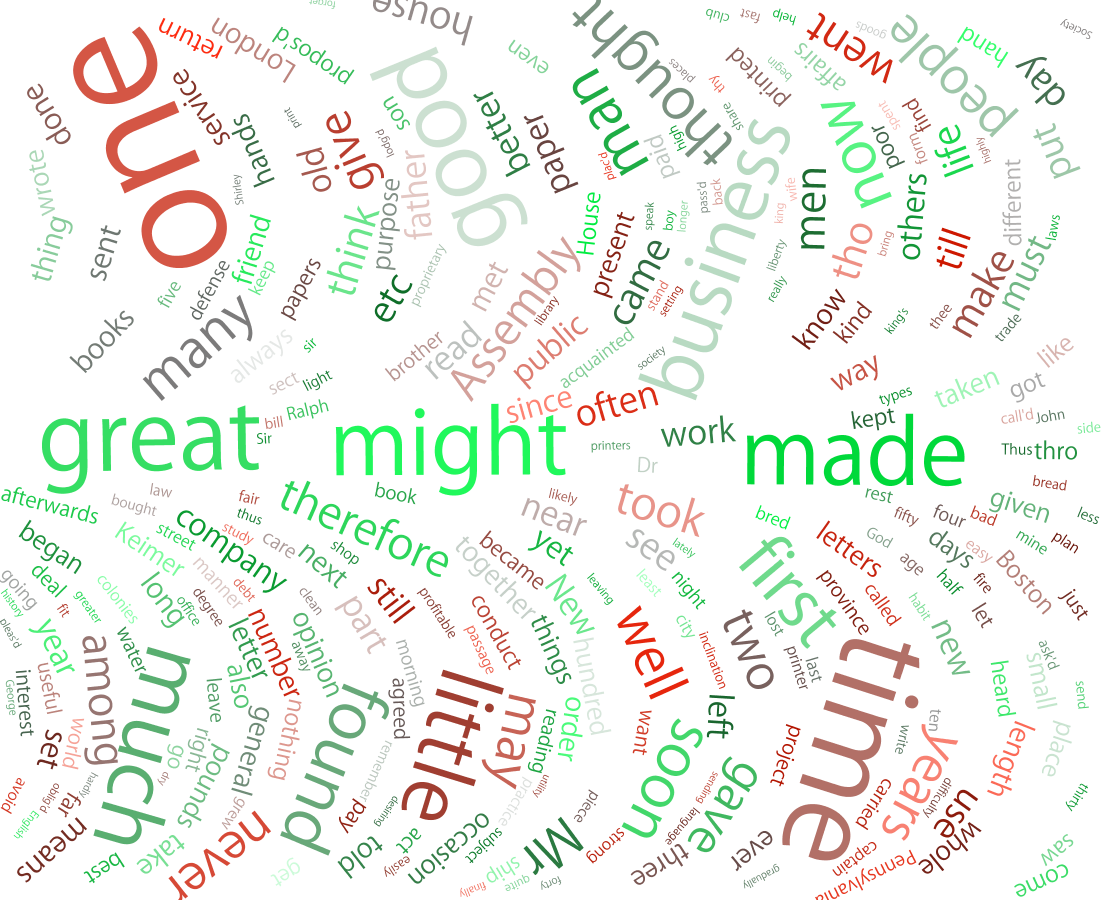 one
done
return
London
propos'd
forget
house
service
hands
print
old
give
son
good
even
better
paper
man
thought
club
fast
help
went
goods
people
hand
day
Society
places
printed
begin
affairs
thy
share
high
paid
plac'd
lodg'd
father
Shirley
wrote
thing
sent
friend
keep
five
defense
papers
think
purpose
etc
proprietary
many
books
always
sir
sect
light
House
present
speak
boy
longer
back
pass'd
business
came
stand
setting
library
Assembly
met
read
brother
public
acquainted
society
king
wife
men
liberty
really
now
spent
poor
find
form
life
highly
put
others
tho
bring
till
different
laws
must
make
thee
trade
know
kind
king's
way
like
got
taken
types
kept
call'd
John
side
Thus
thro
great
bill
Ralph
Sir
might
since
often
printers
work
Dr
made
bread
rest
fifty
four
bad
given
less
afterwards
law
bought
fair
thus
book
therefore
likely
near
took
bred
began
street
company
study
care
next
shop
Keimer
manner
debt
clean
together
became
yet
see
lately
first
letters
God
age
days
easy
mine
plan
half
fire
Boston
just
let
going
deal
history
fit
greater
colonies
long
office
degree
number
opinion
away
part
still
profitable
conduct
passage
New
leaving
least
night
city
things
hundred
well
inclination
two
lost
printer
last
province
called
time
habit
new
pleas'd
year
among
water
letter
also
morning
agreed
little
may
order
reading
want
left
ask'd
small
send
heard
George
interest
useful
world
set
much
leave
right
go
dry
general
nothing
found
remember
soon
project
write
ten
years
length
place
avoid
oblig'd
English
hardly
far
means
best
pounds
take
grew
never
get
pay
desiring
told
act
easily
occasion
subject
practice
utility
ship
quite
finally
forty
Mr
piece
strong
sending
language
gave
three
ever
gradually
carried
captain
Pennsylvania
difficulty
use
whole
thirty
saw
come